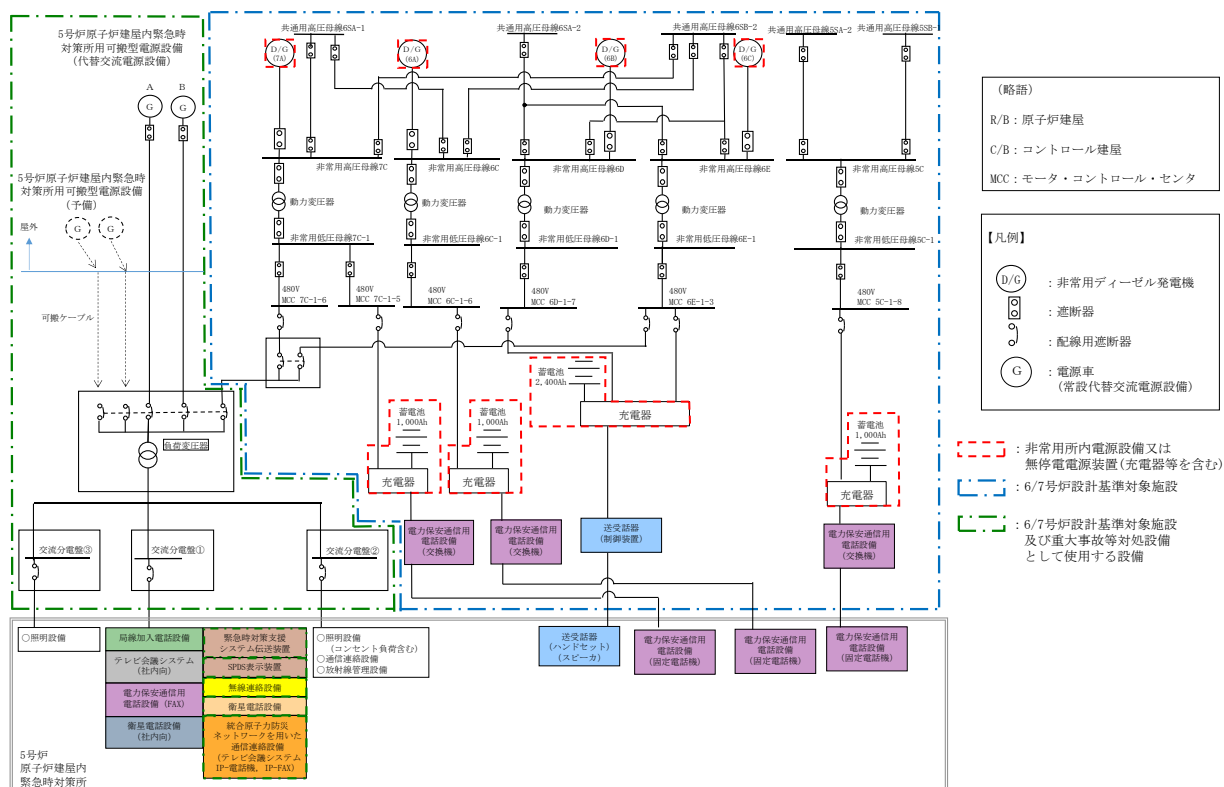 5号炉原子炉建屋内緊急時
対策所用可搬型電源設備
(代替交流電源設備)
A
B
G
G
5号炉原子炉建屋内緊急時
対策所用可搬型電源設備
(予備)
G
G
屋外
可搬ケーブル
共通用高圧母線6SA-1
共通用高圧母線6SA-2
共通用高圧母線6SB-2
共通用高圧母線5SA-2
共通用高圧母線5SB-
D/G
(7A)
D/G
(6A)
D/G
(6B)
D/G
(6C)
非常用高圧母線7C
非常用高圧母線6C
非常用高圧母線6D
非常用高圧母線6E
非常用高圧母線5C
動力変圧器
動力変圧器
動力変圧器
動力変圧器
動力変圧器
非常用低圧母線7C-1
非常用低圧母線6C-1
非常用低圧母線6D-1
非常用低圧母線6E-1
非常用低圧母線5C-1
480V
MCC 7C-1-6
480V
MCC 7C-1-5
480V
MCC 6C-1-6
480V
MCC 6D-1-7
480V
MCC 6E-1-3
480V
MCC 5C-1-8
負荷変圧器
蓄電池
1,000Ah
充電器
蓄電池
1,000Ah
充電器
蓄電池
2,400Ah
充電器
蓄電池
1,000Ah
充電器
交流分電盤③
交流分電盤①
交流分電盤②
電力保安通信用
電話設備
(交換機)
電力保安通信用
電話設備
(交換機)
送受話器
(制御装置)
電力保安通信用
電話設備
(交換機)
○照明設備
局線加入電話設備
テレビ会議システム
(社内向)
電力保安通信用
電話設備(FAX)
衛星電話設備
(社内向)
緊急時対策支援
システム伝送装置
SPDS表示装置
無線連絡設備
衛星電話設備
統合原子力防災
ネットワークを用いた
通信連絡設備
(テレビ会議システム
IP-電話機、IP-FAX)
○照明設備
(コンセント負荷含む)
○通信連絡設備
○放射線管理設備
送受話器
(ハンドセット)
(スピーカ)
電力保安通信用
電話設備
(固定電話機)
電力保安通信用
電話設備
(固定電話機)
電力保安通信用
電話設備
(固定電話機)
5号炉
原子炉建屋内
緊急時対策所
(略語)
R/B:原子炉建屋
C/B:コントロール建屋
MCC:モータ・コントロール・センタ
【凡例】
D/G
:非常用ディーゼル発電機
:遮断器
:配線用遮断器
G
:電源車
(常設代替交流電源設備)
:非常用所内電源設備又は
無停電電源装置(充電器等を含む)
:6/7号炉設計基準対象施設
:6/7号炉設計基準対象施設
及び重大事故等対処設備
として使用する設備